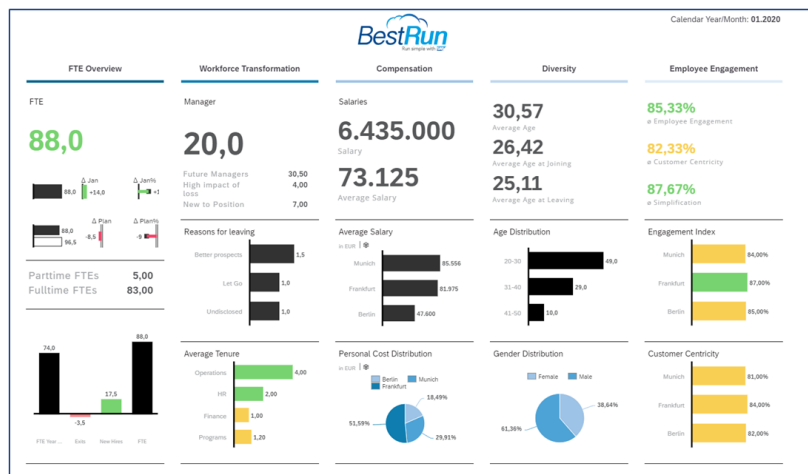 Calendar Year/Month: 01.2020
BestRun
Run simple with SAP
FTE Overview
FTE
88,0
Δ Jan
Δ Jan%
88,0
+14,0
Δ Plan
Δ Plan%
88,0
96,5
-8,5
-9
Parttime FTEs 5,00
Fulltime FTEs 83,00
74,0
-3,5
17,5
88,0
FTE Year ...
Exits
New Hires
FTE
Workforce Transformation
Manager
20,0
Future Managers 30,50
High impact of loss 4,00
New to Position 7,00
Reasons for leaving
Better prospects 1,5
Let Go 1,0
Undisclosed 1,0
Average Tenure
Operations 4,00
HR 2,00
Finance 1,00
Programs 1,20
Compensation
Salaries
6.435.000
Salary
73.125
Average Salary
Average Salary
in EUR
Munich 85.556
Frankfurt 81.975
Berlin 47.600
Personal Cost Distribution
in EUR
Berlin Munich
Frankfurt
18,49%
51,59%
29,91%
Diversity
30,57
Average Age
26,42
Average Age at Joining
25,11
Average Age at Leaving
Age Distribution
20-30 49,0
31-40 29,0
41-50 10,0
Gender Distribution
Female Male
38,64%
61,36%
Employee Engagement
85,33%
ø Employee Engagement
82,33%
ø Customer Centricity
87,67%
ø Simplification
Engagement Index
Munich 84,00%
Frankfurt 87,00%
Berlin 85,00%
Customer Centricity
Munich 81,00%
Frankfurt 84,00%
Berlin 82,00%